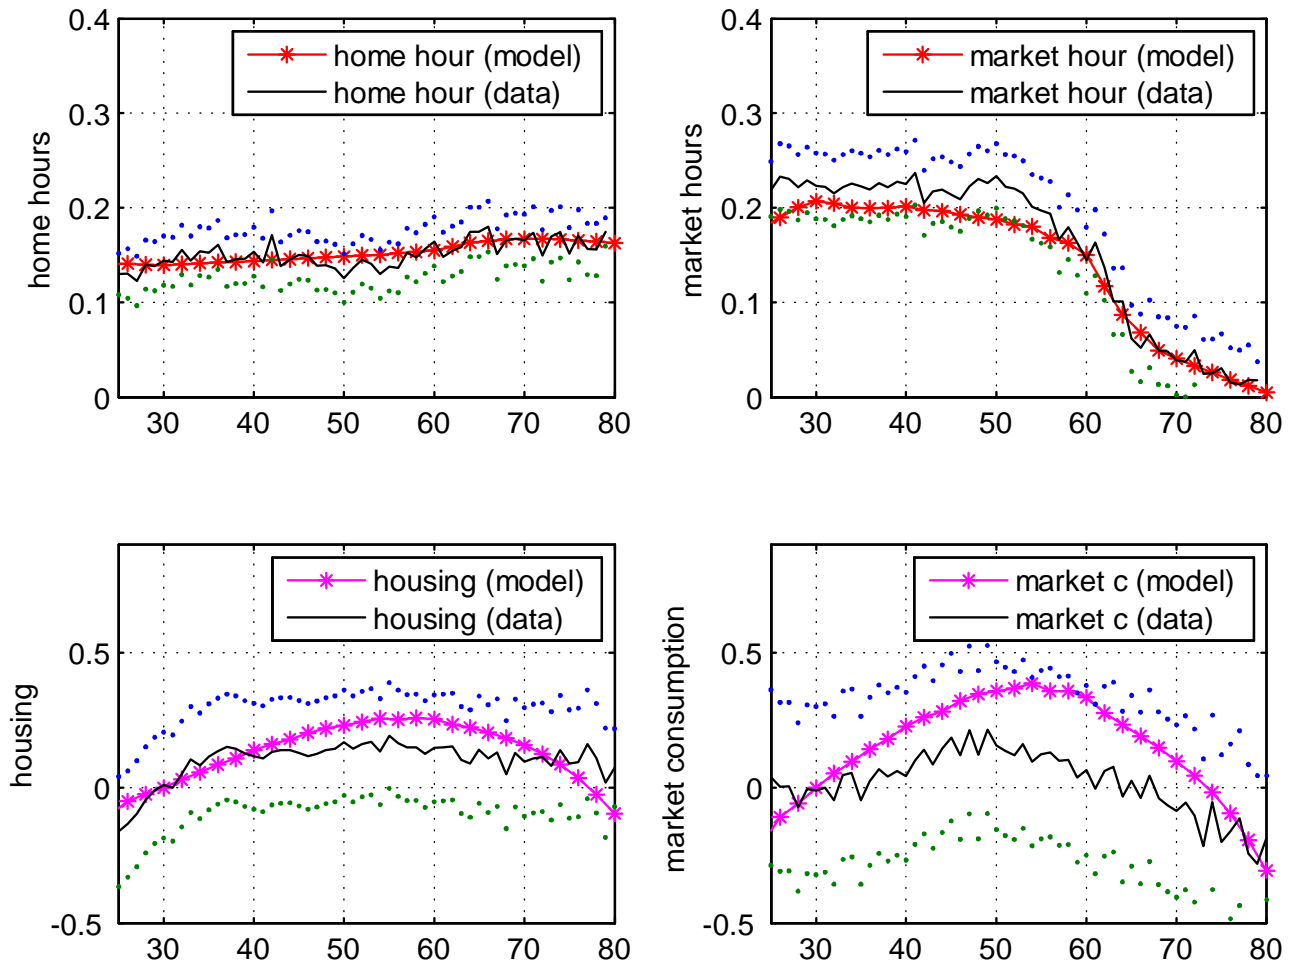 0.4
0.3
0.2
0.1
0
home hours
home hour (model)
home hour (data)
30 40 50 60 70 80
0.4
0.3
0.2
0.1
0
market hours
market hour (model)
market hour (data)
30 40 50 60 70 80
0.5
0
-0.5
housing
housing (model)
housing (data)
30 40 50 60 70 80
0.5
0
-0.5
market consumption
market c (model)
market c (data)
30 40 50 60 70 80